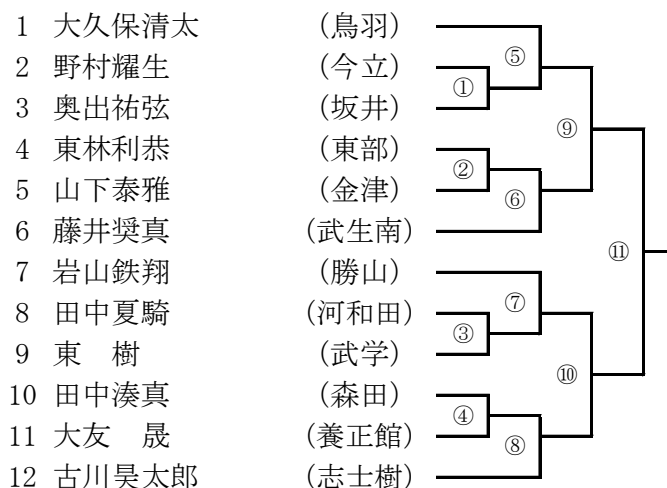 1 大久保清太 (鳥羽)
2 野村耀生 (今立)
3 奥出祐弦 (坂井)
4 東林利恭 (東部)
5 山下泰雅 (金津)
6 藤井奨真 (武生南)
7 岩山鉄翔 (勝山)
8 田中夏騎 (河和田)
9 東　樹 (武学)
10 田中湊真 (森田)
11 大友　晟 (養正館)
12 古川昊太郎 (志士樹)
⑤
①
⑨
②
⑥
⑪
⑦
③
⑩
④
⑧